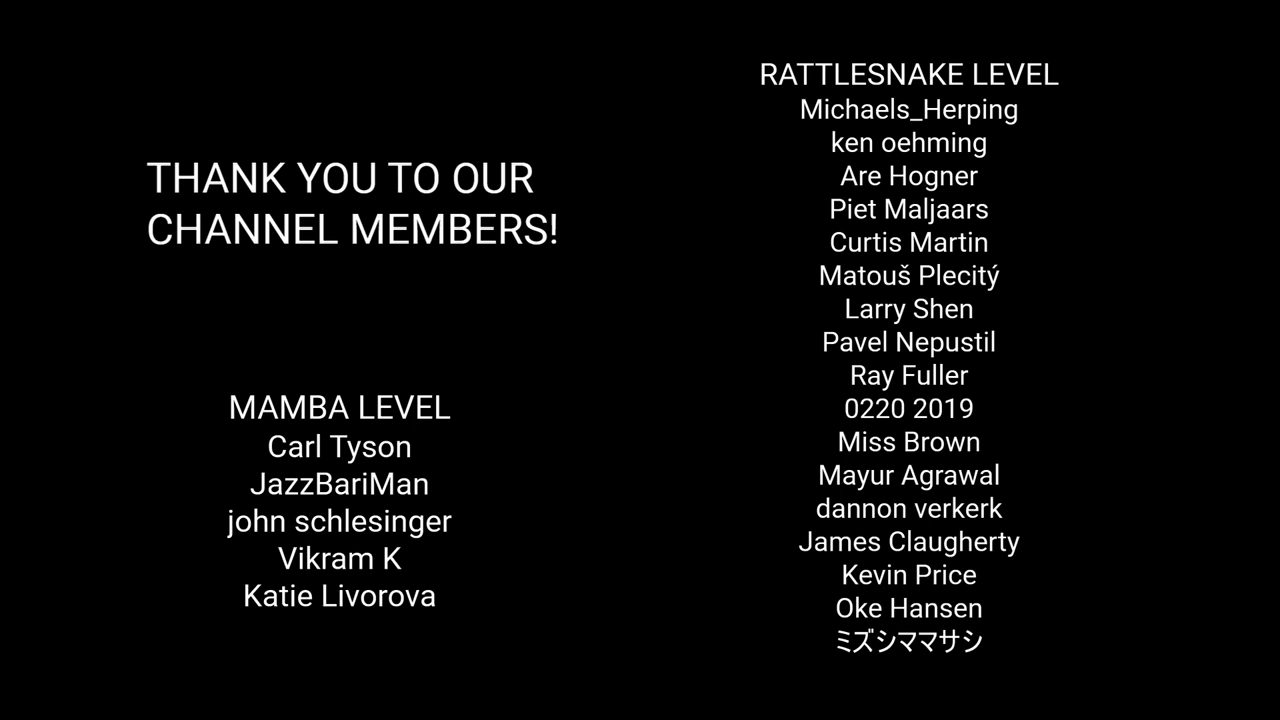 THANK YOU TO OUR
CHANNEL MEMBERS!
MAMBA LEVEL
Carl Tyson
JazzBariMan
john schlesinger
Vikram K
Katie Livorova
RATTLESNAKE LEVEL
Michaels_Herping
ken oehming
Are Hogner
Piet Maljaars
Curtis Martin
Matouš Plecitý
Larry Shen
Pavel Nepustil
Ray Fuller
0220 2019
Miss Brown
Mayur Agrawal
dannon verkerk
James Claugherty
Kevin Price
Oke Hansen
ミズシママサシ